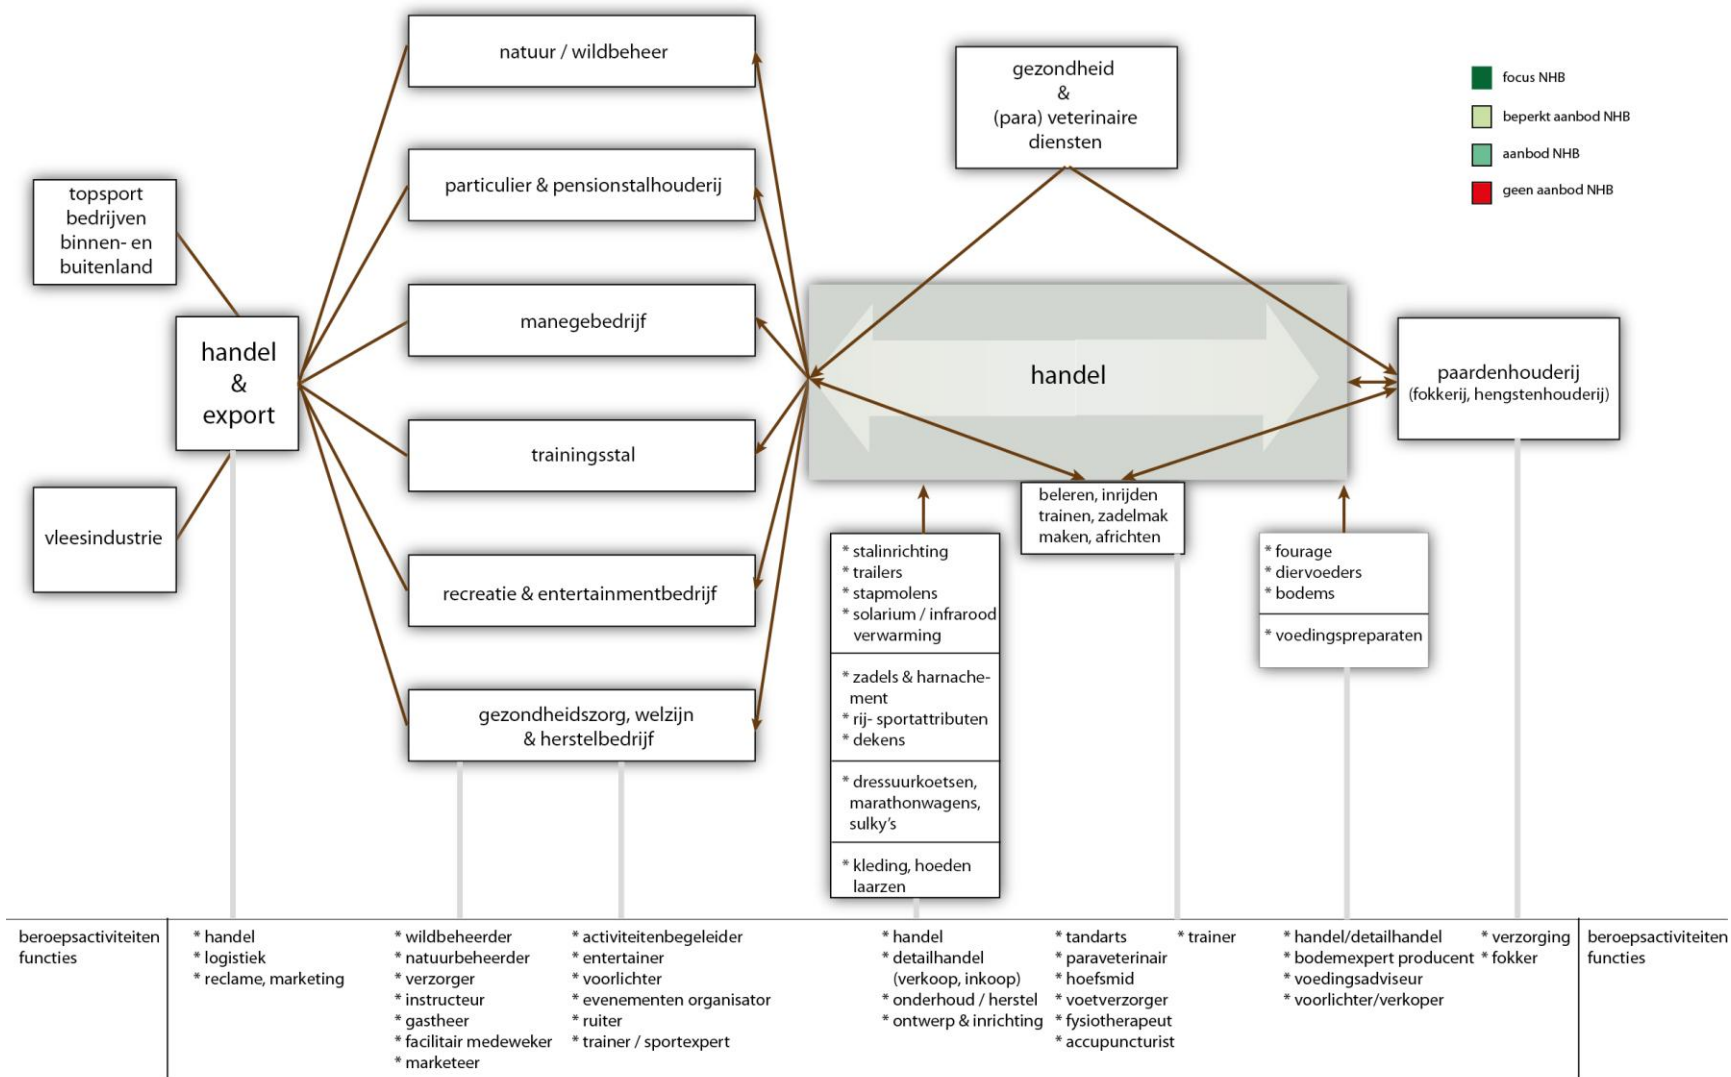 natuur / wildbeheer
particulier & pensionstalhouderij
manegebedrijf
trainingsstal
recreatie & entertainmentbedrijf
gezondheidszorg, welzijn
& herstelbedrijf
topsport
bedrijven
binnen- en
buitenland
handel
&
export
vleesindustrie
gezondheid
&
(para) veterinaire
diensten
focus NHB
beperkt aanbod NHB
aanbod NHB
geen aanbod NHB
handel
paardenhouderij
(fokkerij, hengstenhouderij)
beleren, inrijden
trainen, zadelmak
maken, africhten
* stalinrichting
* trailers
* stapmolens
* solarium / infrarood
verwarming
* zadels & harnache-
ment
* rij- sportattributen
* dekens
* dressuurkoetsen,
marathonwagens,
sulky's
* kleding, hoeden
laarzen
* fourage
* diervoeders
* bodems
* voedingspreparaten
beroepsactiviteiten
functies
* handel
* logistiek
* reclame, marketing
* wildbeheerder
* natuurbeheerder
* verzorger
* instructeur
* gastheer
* facilitair medeweker
* marketeer
* activiteitenbegeleider
* entertainer
* voorlichter
* evenementen organisator
* ruiter
* trainer / sportexpert
* handel
* detailhandel
(verkoop, inkoop)
* onderhoud / herstel
* ontwerp & inrichting
* tandarts
* paraveterinair
* hoefsmid
* voetverzorger
* fysiotherapeut
* accupuncturist
* trainer
* handel/detailhandel
* bodemexpert producent
* voedingsadviseur
* voorlichter/verkoper
* verzorging
* fokker
beroepsactiviteiten
functies